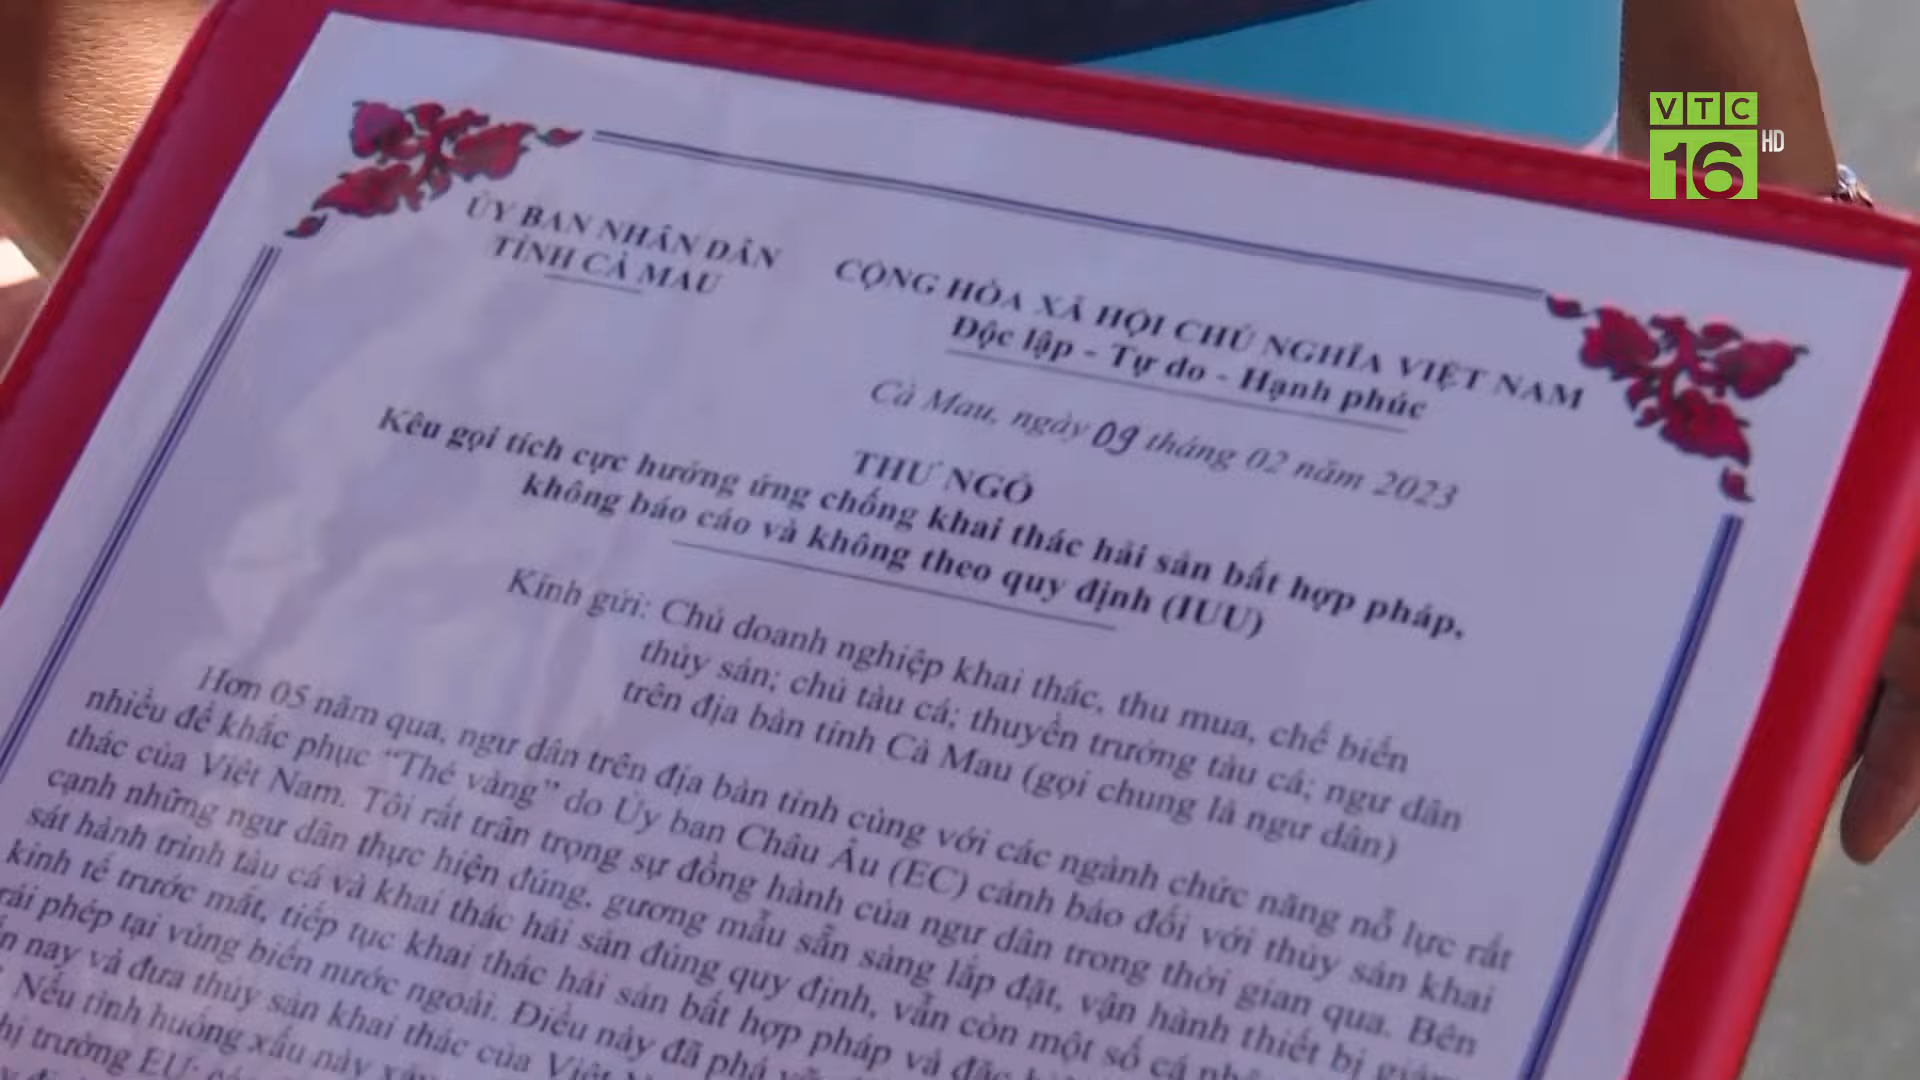 VTC
16 HD
ỦY BAN NHÂN DÂN
TỈNH CÀ MAU
CỘNG HÒA XÃ HỘI CHỦ NGHĨA VIỆT NAM
Độc lập - Tự do - Hạnh phúc
Cà Mau, ngày 09 tháng 02 năm 2023
THƯ NGỎ
Kêu gọi tích cực hưởng ứng chống khai thác hải sản bất hợp pháp,
không báo cáo và không theo quy định (IUU)
Kính gửi: Chủ doanh nghiệp khai thác, thu mua, chế biến
thủy sản; chủ tàu cá; thuyền trưởng tàu cá; ngư dân
trên địa bàn tỉnh Cà Mau (gọi chung là ngư dân)
Hơn 05 năm qua, ngư dân trên địa bàn tỉnh cùng với các ngành chức năng nỗ lực rất
nhiều để khắc phục “Thẻ vàng” do Ủy ban Châu Âu (EC) cảnh báo đối với thủy sản khai
thác của Việt Nam. Tôi rất trân trọng sự đồng hành của ngư dân trong thời gian qua. Bên
cạnh những ngư dân thực hiện đúng, gương mẫu sẵn sàng lắp đặt, vận hành thiết bị giám
sát hành trình tàu cá và khai thác hải sản đúng quy định, vẫn còn một số cá
kinh tế trước mắt, tiếp tục khai thác hải sản bất hợp pháp và
phép tại vùng biển nước ngoài. Điều này đã phá
nay và đưa thủy sản khai thác của Việt
Nếu tình huống xấu này
trường EU;